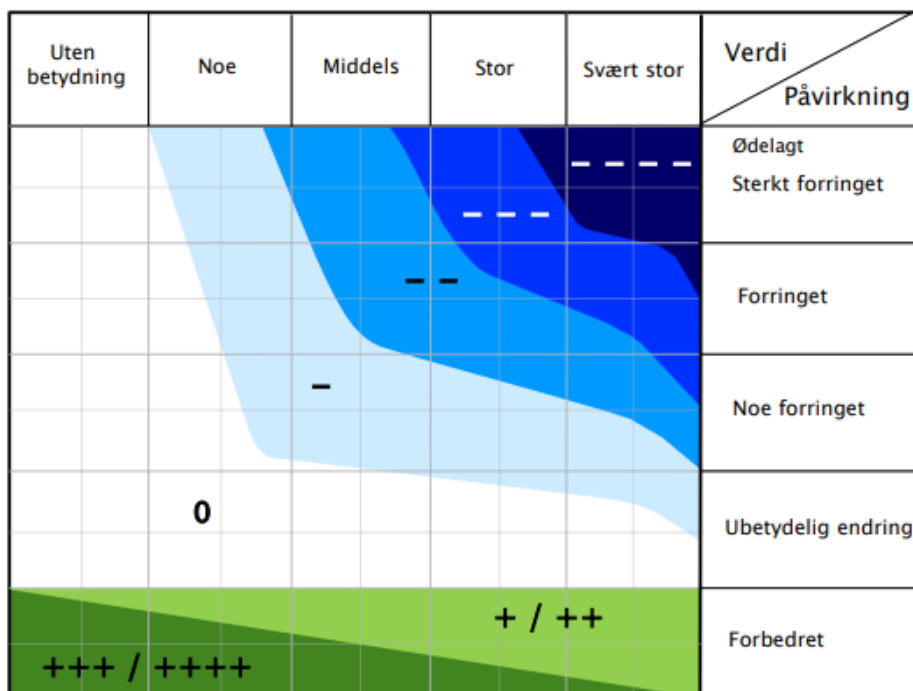 Uten
betydning
Noe
Middels
Stor
Svært stor
Verdi
Påvirkning
Ødelagt
Sterkt forringet
– – – –
– – –
Forringet
– –
Noe forringet
–
Ubetydelig endring
0
Forbedret
+ / ++
+++ / ++++